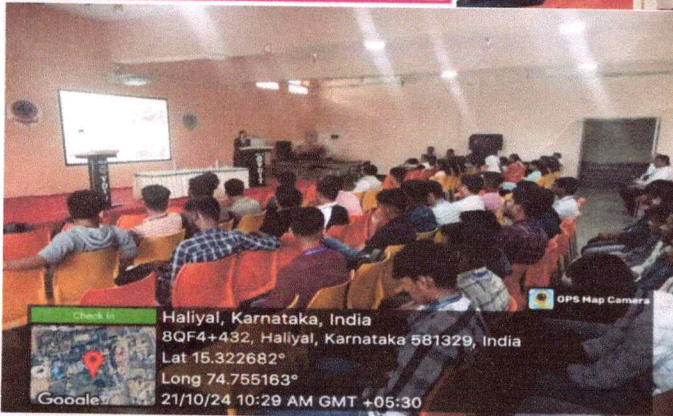 GPS Map Camera
Check In
Haliyal, Karnataka, India
8QF4+432, Haliyal, Karnataka 581329, India
Lat 15.322682°
Long 74.755163°
21/10/24 10:29 AM GMT +05:30
Google